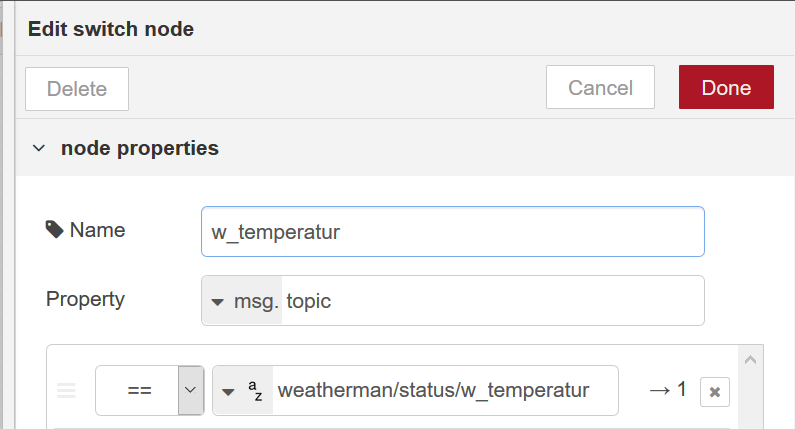 Edit switch node
Delete Cancel Done
node properties
Name w_temperatur
Property msg. topic
== a z weatherman/status/w_temperatur → 1 ×